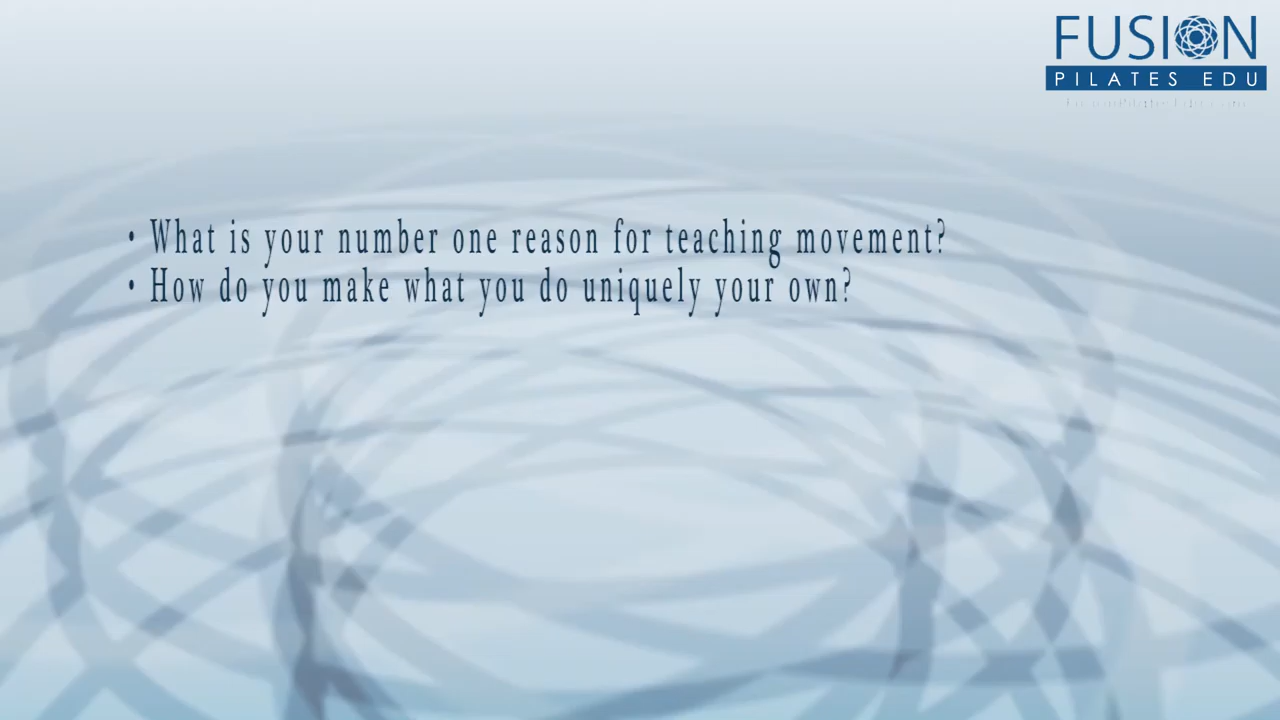 FUSION
PILATES EDU
• What is your number one reason for teaching movement?
• How do you make what you do uniquely your own?